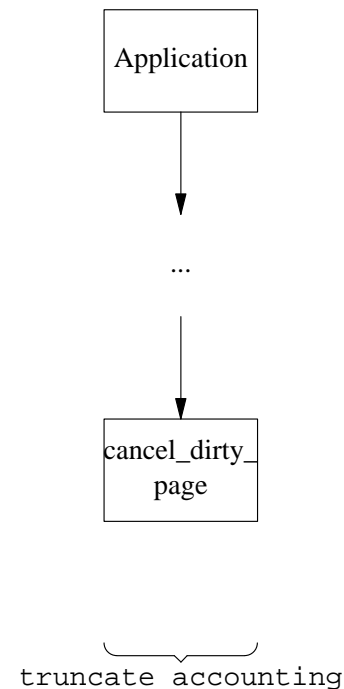 Application
...
cancel_dirty_
page
truncate accounting